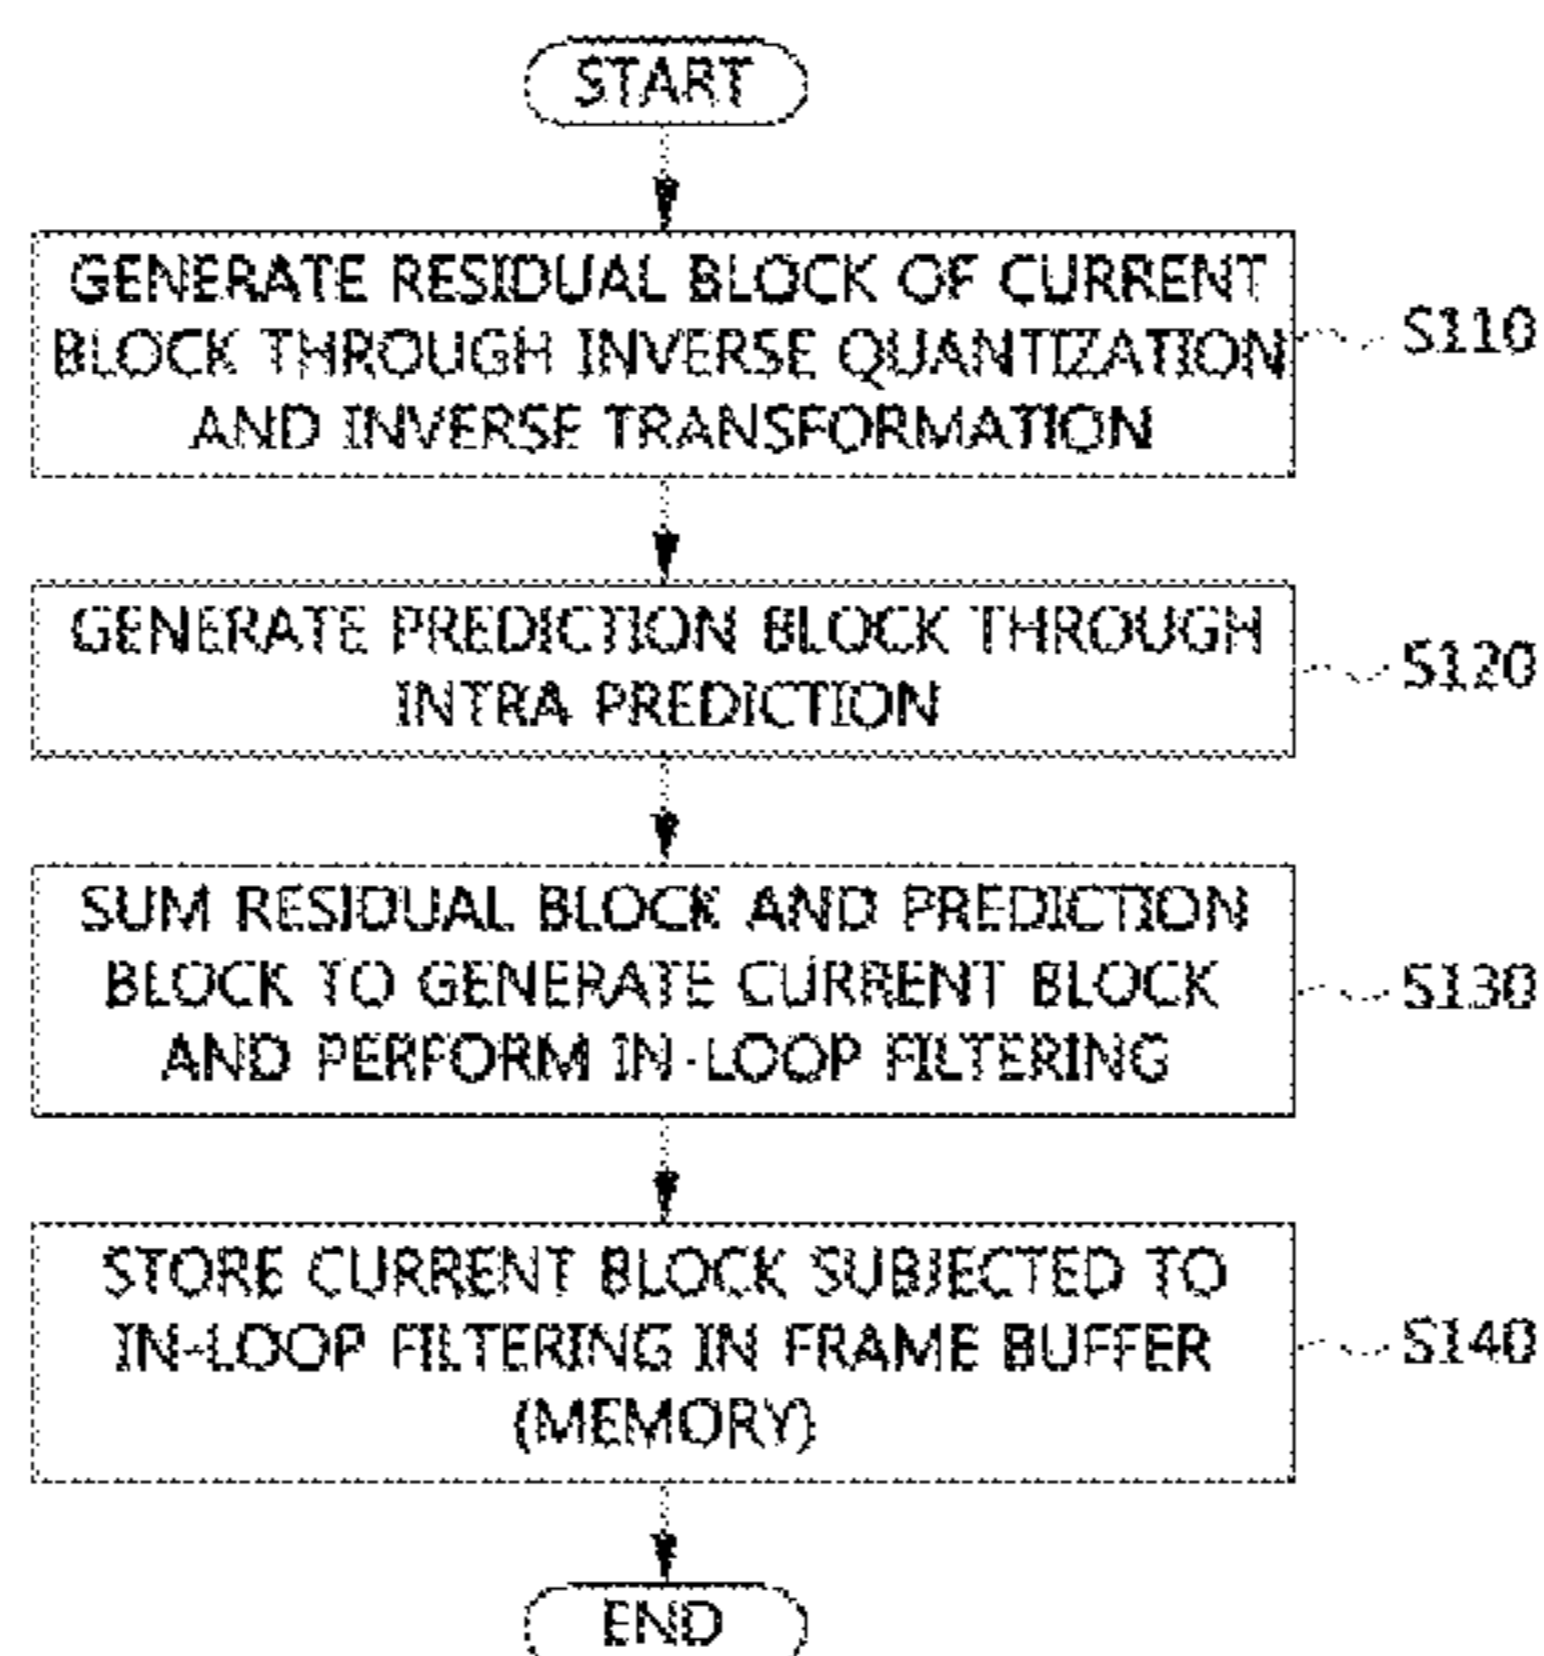 START
GENERATE RESIDUAL BLOCK OF CURRENT
BLOCK THROUGH INVERSE QUANTIZATION
AND INVERSE TRANSFORMATION
S110
GENERATE PREDICTION BLOCK THROUGH
INTRA PREDICTION
S120
SUM RESIDUAL BLOCK AND PREDICTION
BLOCK TO GENERATE CURRENT BLOCK
AND PERFORM IN-LOOP FILTERING
S130
STORE CURRENT BLOCK SUBJECTED TO
IN-LOOP FILTERING IN FRAME BUFFER
(MEMORY)
S140
END